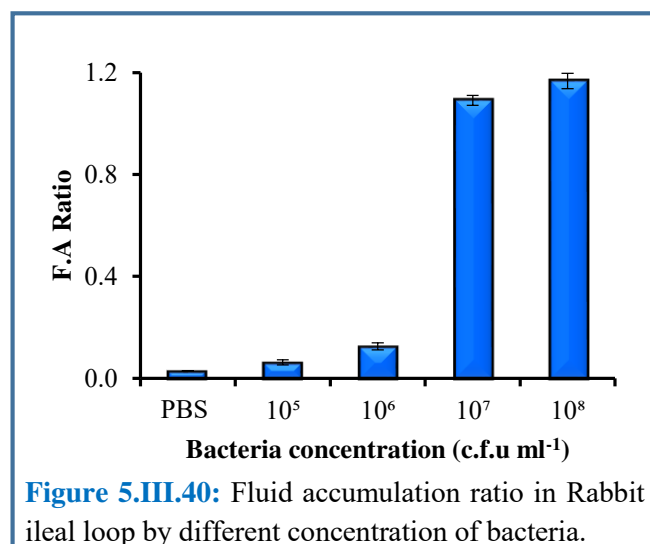 1.2
0.8
0.4
0.0
F.A Ratio
PBS 10⁵ 10⁶ 10⁷ 10⁸
Bacteria concentration (c.f.u ml⁻¹)
Figure 5.III.40: Fluid accumulation ratio in Rabbit
ileal loop by different concentration of bacteria.